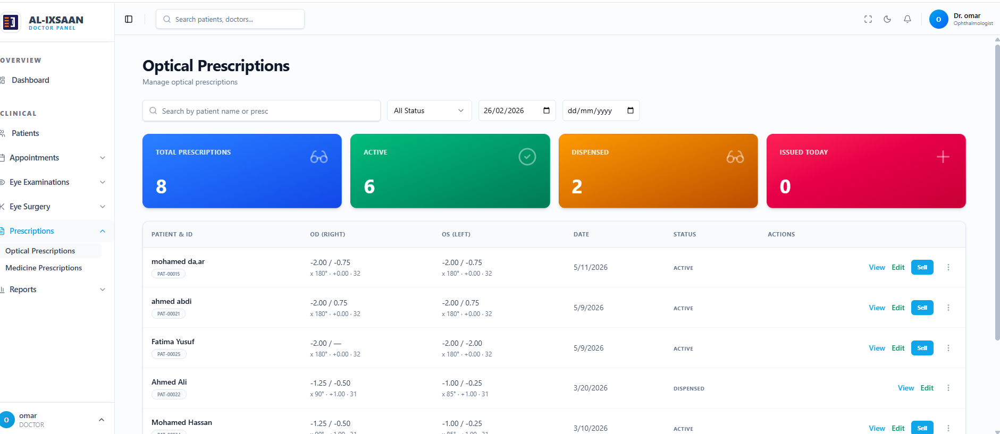 AL-IXSAAN
DOCTOR PANEL
Search patients, doctors...
O
Dr. omar
Ophthalmologist
OVERVIEW
Dashboard
CLINICAL
Patients
Appointments
Eye Examinations
Eye Surgery
Prescriptions
Optical Prescriptions
Medicine Prescriptions
Reports
O
omar
DOCTOR
Optical Prescriptions
Manage optical prescriptions
Search by patient name or presc
All Status
26/02/2026
dd/mm/yyyy
TOTAL PRESCRIPTIONS
8
ACTIVE
6
DISPENSED
2
ISSUED TODAY
0
PATIENT & ID OD (RIGHT) OS (LEFT) DATE STATUS ACTIONS
mohamed da,ar -2.00 / -0.75 -2.00 / -0.75 5/11/2026 ACTIVE View Edit Sell
PAT-00015 x 180° · +0.00 · 32 x 180° · +0.00 · 32
ahmed abdi -2.00 / 0.75 -2.00 / 0.75 5/9/2026 ACTIVE View Edit Sell
PAT-00021 x 180° · +0.00 · 32 x 180° · +0.00 · 32
Fatima Yusuf -2.00 / — -2.00 / -2.00 5/9/2026 ACTIVE View Edit Sell
PAT-00025 x 180° · +0.00 · 32 x 180° · +0.00 · 32
Ahmed Ali -1.25 / -0.50 -1.00 / -0.25 3/20/2026 DISPENSED View Edit
PAT-00022 x 90° · +1.00 · 31 x 85° · +1.00 · 31
Mohamed Hassan -1.25 / -0.50 -1.00 / -0.25 3/10/2026 ACTIVE View Edit Sell